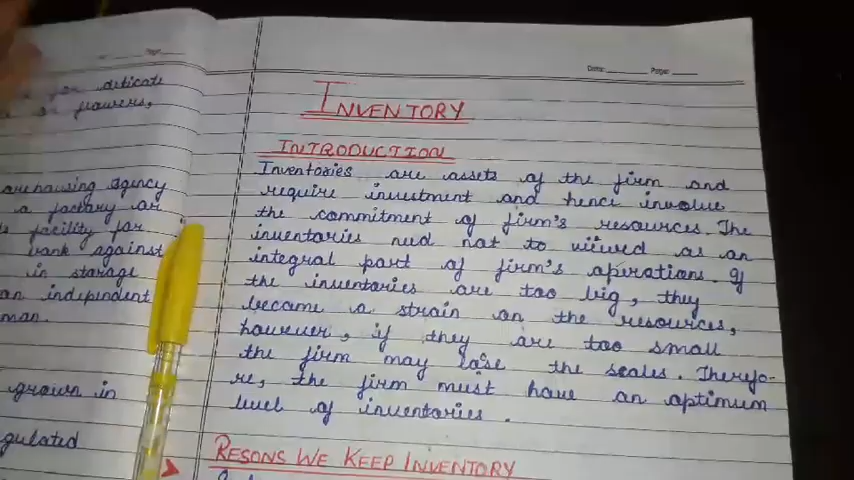 for delicate
flowers,
Date: Page:
INVENTORY
INTRODUCTION
Inventories are assets of the firm and
require investment and hence involve
the commitment of firm's resources. The
inventories need not to viewed as an
integral part of firm's operations. If
the inventories are too big, they
become a strain on the resources,
however, if they are too small
the firm may lose the scales. Therefo-
re, the firm must have an optimum
level of inventories.
RESONS WE KEEP INVENTORY
agency
a factory or
facility for
bank against
in storage
an independent
man.
grown in
gulated